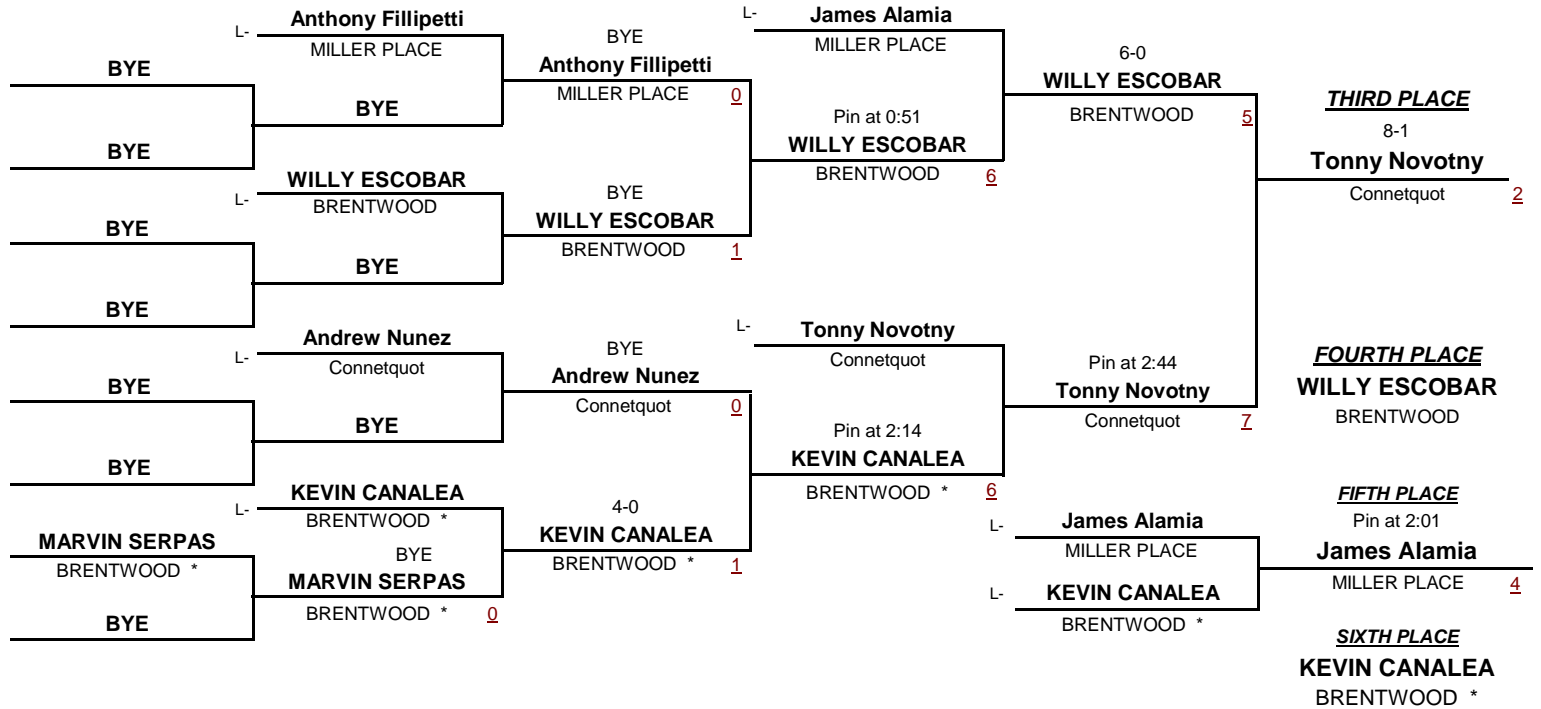 BYE
BYE
BYE
BYE
BYE
BYE
MARVIN SERPAS
BRENTWOOD *
BYE
L- Anthony Fillipetti
MILLER PLACE
BYE
L- WILLY ESCOBAR
BRENTWOOD
BYE
L- Andrew Nunez
Connetquot
BYE
L- KEVIN CANALEA
BRENTWOOD *
BYE
MARVIN SERPAS
BRENTWOOD * 0
BYE
Anthony Fillipetti
MILLER PLACE 0
BYE
WILLY ESCOBAR
BRENTWOOD 1
BYE
Andrew Nunez
Connetquot 0
4-0
KEVIN CANALEA
BRENTWOOD * 1
L- James Alamia
MILLER PLACE
Pin at 0:51
WILLY ESCOBAR
BRENTWOOD 6
L- Tonny Novotny
Connetquot
Pin at 2:14
KEVIN CANALEA
BRENTWOOD * 6
6-0
WILLY ESCOBAR
BRENTWOOD 5
Pin at 2:44
Tonny Novotny
Connetquot 7
L- James Alamia
MILLER PLACE
L- KEVIN CANALEA
BRENTWOOD *
THIRD PLACE
8-1
Tonny Novotny
Connetquot 2
FOURTH PLACE
WILLY ESCOBAR
BRENTWOOD
FIFTH PLACE
Pin at 2:01
James Alamia
MILLER PLACE 4
SIXTH PLACE
KEVIN CANALEA
BRENTWOOD *